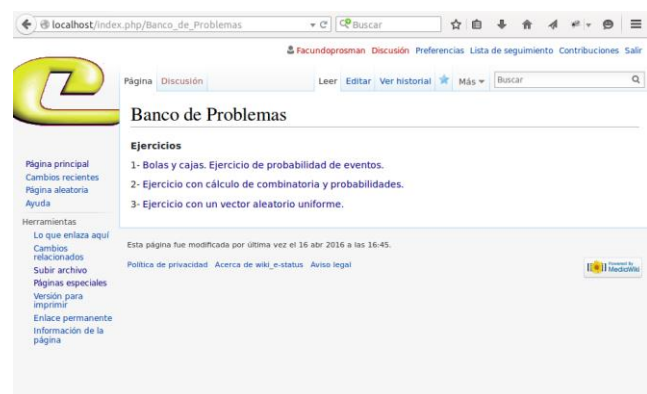 localhost/index.php/Banco_de_Problemas
Buscar
Facundoprosman Discusión Preferencias Lista de seguimiento Contribuciones Salir
Página Discusión Leer Editar Ver historial Más Buscar
Banco de Problemas
Ejercicios
1- Bolas y cajas. Ejercicio de probabilidad de eventos.
2- Ejercicio con cálculo de combinatoria y probabilidades.
3- Ejercicio con un vector aleatorio uniforme.
Página principal
Cambios recientes
Página aleatoria
Ayuda
Herramientas
Lo que enlaza aquí
Cambios
relacionados
Subir archivo
Páginas especiales
Versión para
imprimir
Enlace permanente
Información de la
página
Esta página fue modificada por última vez el 16 abr 2016 a las 16:45.
Política de privacidad Acerca de wiki_e-status Aviso legal
Powered By
MediaWiki